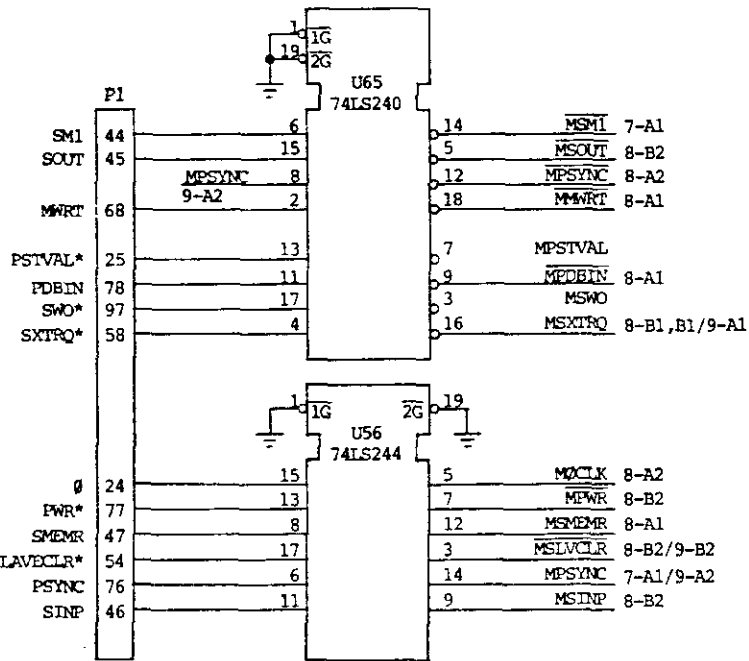 1 1G
19 2G
U65
74LS240
P1
SM1 44 6 14 MSM1 7-A1
SOUT 45 15 5 MSOUT 8-B2
MPSYNC 8 12 MPSYNC 8-A2
9-A2
MWRT 68 2 18 MMWRT 8-A1
PSTVAL* 25 13 7 MPSTVAL
PDBIN 78 11 9 MPDBIN 8-A1
SWO* 97 17 3 MSWO
SXTRQ* 58 4 16 MSXTRQ 8-B1,B1/9-A1
1 1G 2G 19
U56
74LS244
Ø 24 15 5 MØCLK 8-A2
PWR* 77 13 7 MPWR 8-B2
SMEMR 47 8 12 MSMEMR 8-A1
LAVECLR* 54 17 3 MSLVCLR 8-B2/9-B2
PSYNC 76 6 14 MPSYNC 7-A1/9-A2
SINP 46 11 9 MSINP 8-B2